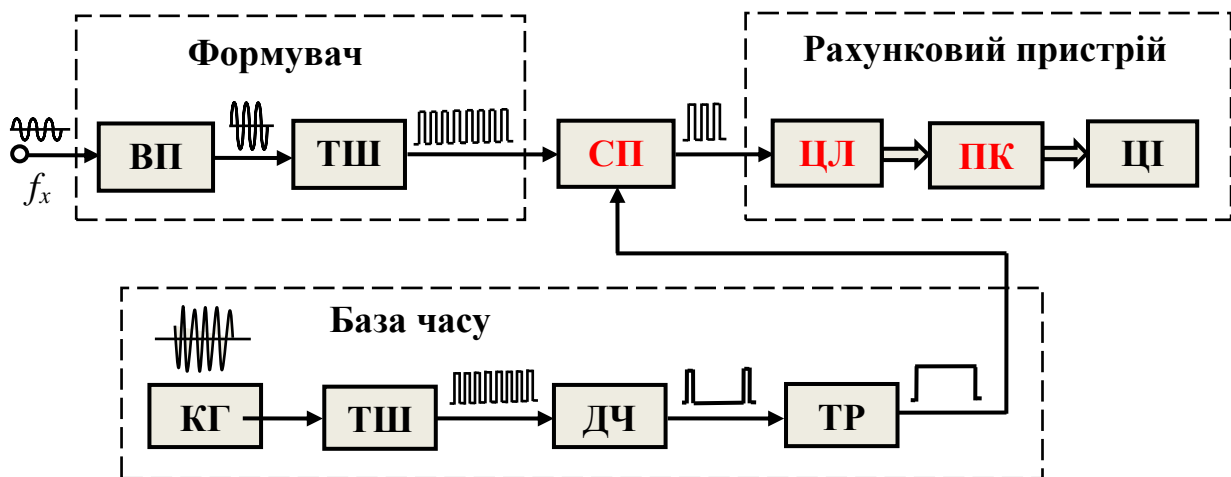 Формувач
Рахунковий пристрій
ВП
ТШ
СП
ЦЛ
ПК
ЦІ
fx
База часу
КГ
ТШ
ДЧ
ТР